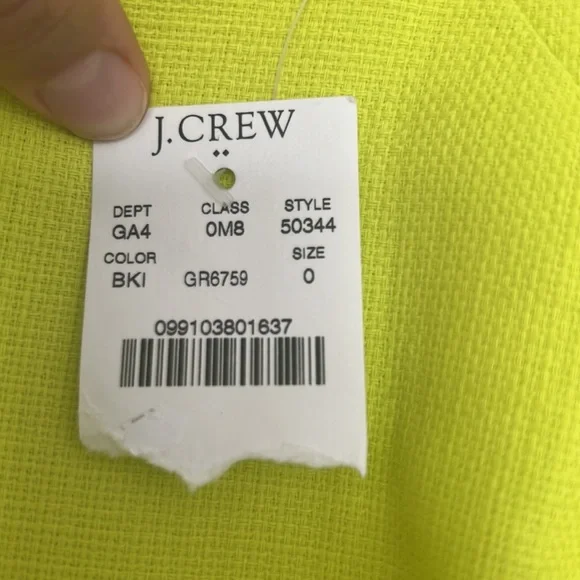 J.CREW
DEPT CLASS STYLE
GA4 0M8 50344
COLOR SIZE
BKI GR6759 0
099103801637